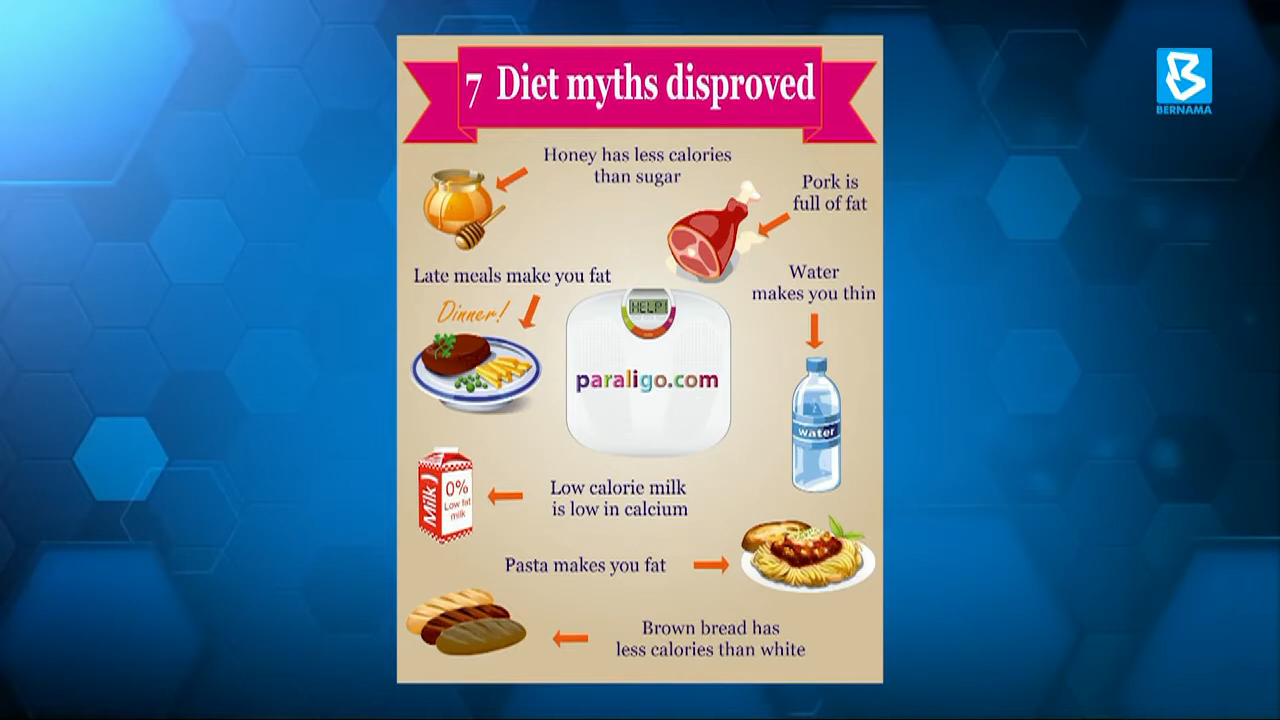 BERNAMA
7 Diet myths disproved
Honey has less calories
than sugar
Pork is
full of fat
Late meals make you fat
Dinner!
Water
makes you thin
HELP!
paraligo.com
water
Milk
0%
Low fat
milk
Low calorie milk
is low in calcium
Pasta makes you fat
Brown bread has
less calories than white